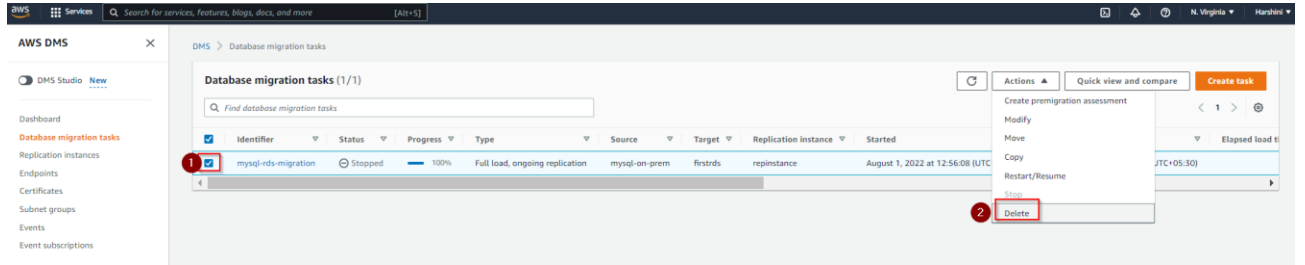 aws Services Search for services, features, blogs, docs, and more [Alt+S] N. Virginia Harshini
AWS DMS
DMS Studio New
Dashboard
Database migration tasks
Replication instances
Endpoints
Certificates
Subnet groups
Events
Event subscriptions
DMS > Database migration tasks
Database migration tasks (1/1)
Actions Quick view and compare Create task
Find database migration tasks
< 1 >
Create premigration assessment
Modify
Move
Copy
Restart/Resume
Stop
Delete
Identifier Status Progress Type Source Target Replication instance Started Elapsed load ti
1 mysql-rds-migration Stopped 100% Full load, ongoing replication mysql-on-prem firstrds repinstance August 1, 2022 at 12:56:08 (UTC UTC+05:30)
2